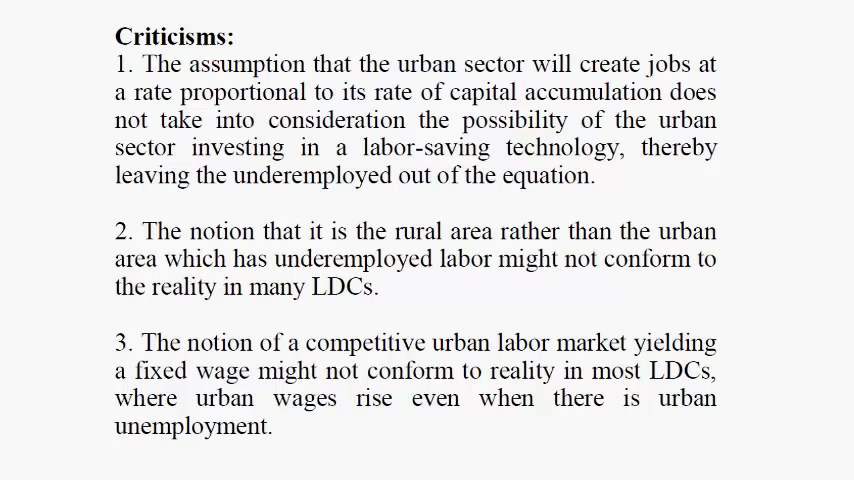 Criticisms:
1. The assumption that the urban sector will create jobs at
a rate proportional to its rate of capital accumulation does
not take into consideration the possibility of the urban
sector investing in a labor-saving technology, thereby
leaving the underemployed out of the equation.
2. The notion that it is the rural area rather than the urban
area which has underemployed labor might not conform to
the reality in many LDCs.
3. The notion of a competitive urban labor market yielding
a fixed wage might not conform to reality in most LDCs,
where urban wages rise even when there is urban
unemployment.